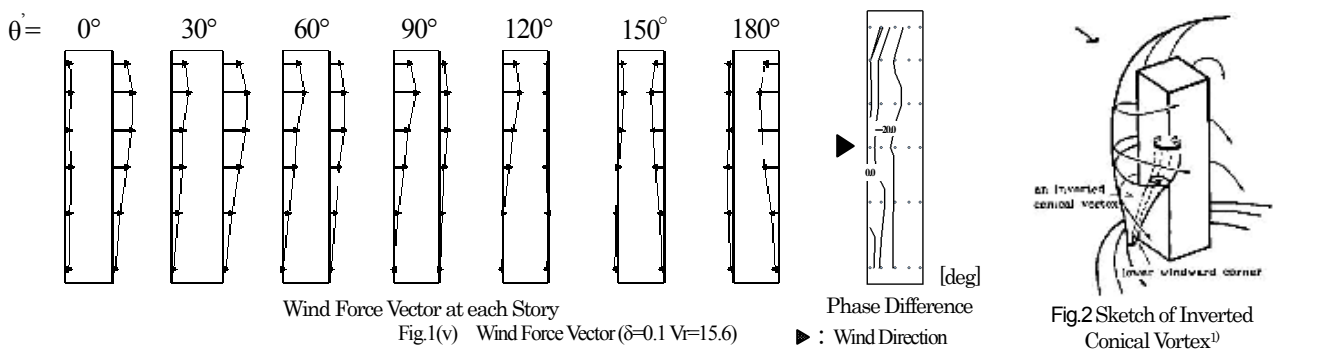 θ'= 0° 30° 60° 90° 120° 150° 180°
-20.0
0.0
[deg]
Wind Force Vector at each Story
Fig.1(v) Wind Force Vector (δ=0.1 Vr=15.6)
Phase Difference
▶ : Wind Direction
an inverted
conical vortex
lower windward corner
Fig.2 Sketch of Inverted
Conical Vortex¹⁾